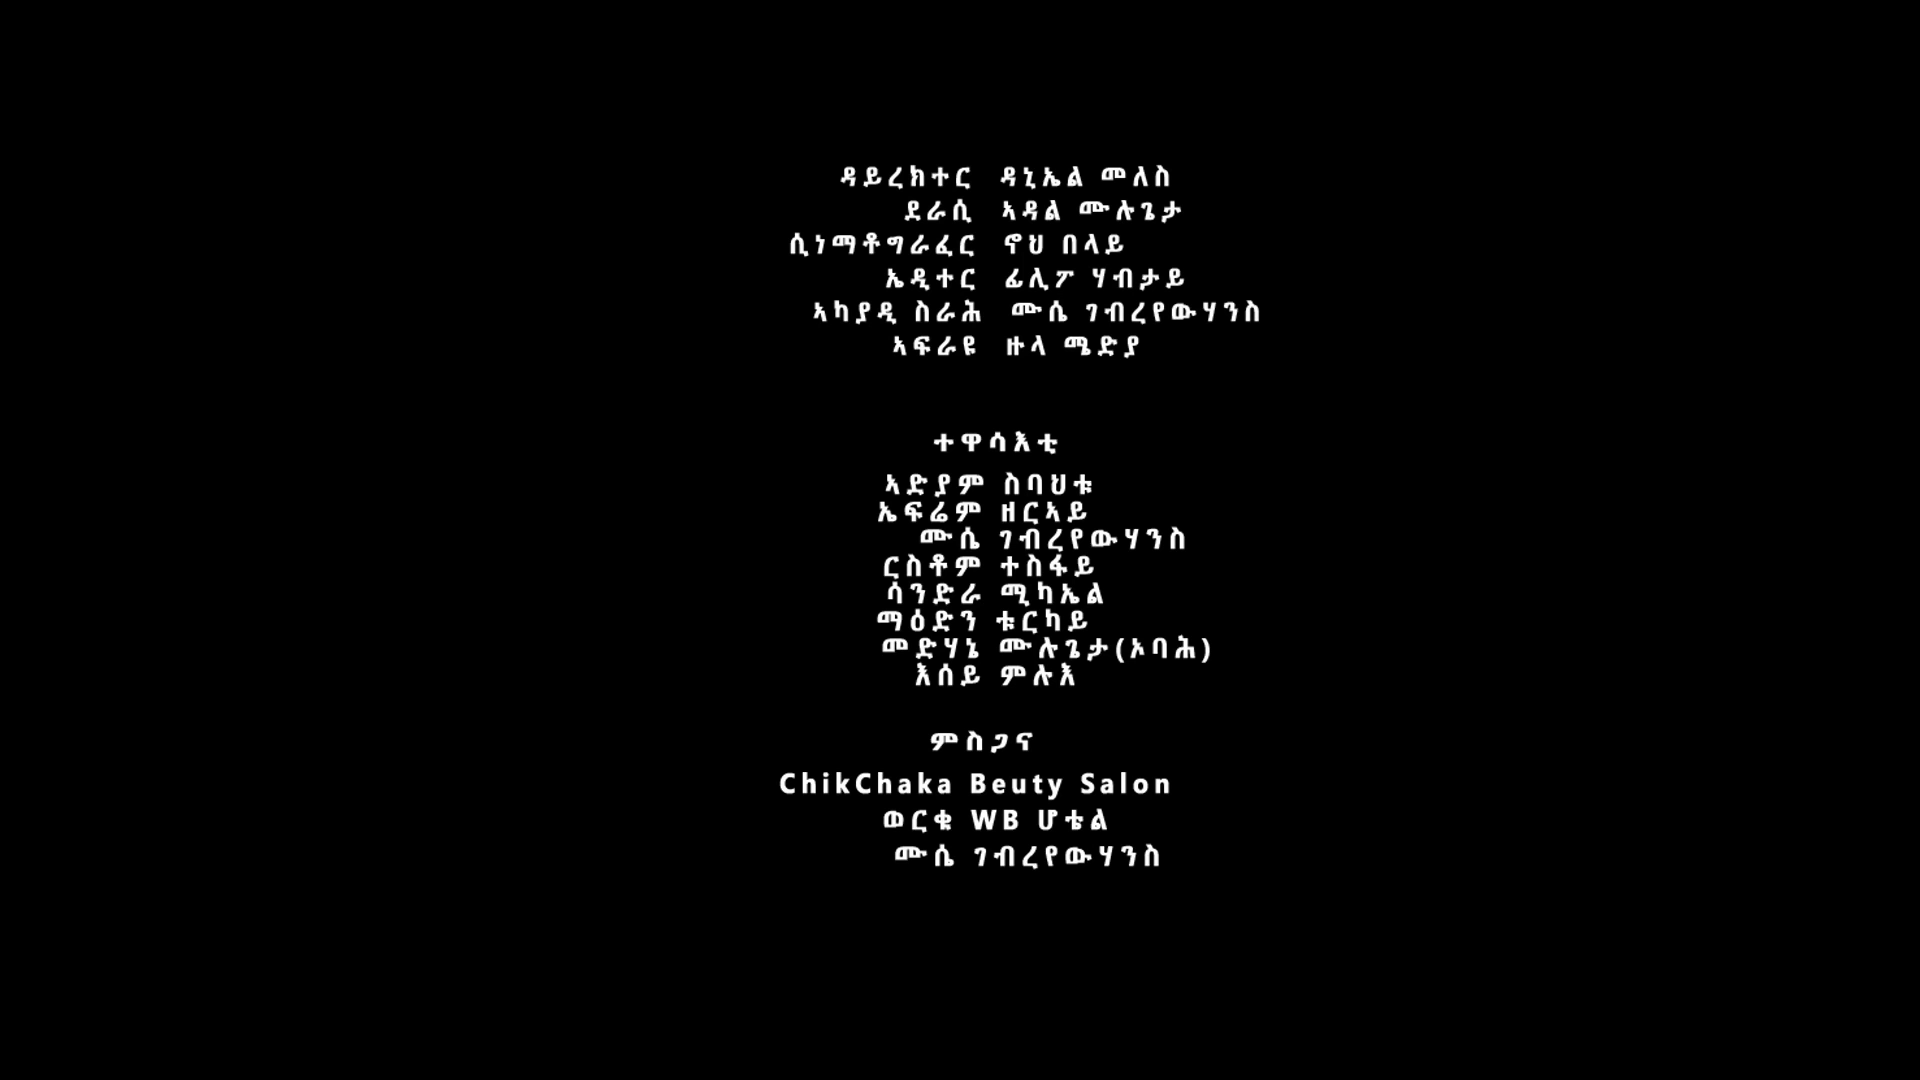 ዳይረክተር ዳኒኤል መለስ
ደራሲ ኣዳል ሙሉጌታ
ሲነማቶግራፈር ኖህ በላይ
ኤዲተር ፊሊፖ ሃብታይ
ኣካያዲ ስራሕ ሙሴ ገብረየውሃንስ
ኣፍራዩ ዙላ ሜድያ
ተዋሳእቲ
ኣድያም ስባህቱ
ኤፍሬም ዘርኣይ
ሙሴ ገብረየውሃንስ
ርስቶም ተስፋይ
ሳንድራ ሚካኤል
ማዕድን ቱርካይ
መድሃኔ ሙሉጌታ(ኦባሕ)
እሰይ ምሉእ
ምስጋና
ChikChaka Beuty Salon
ወርቁ WB ሆቴል
ሙሴ ገብረየውሃንስ